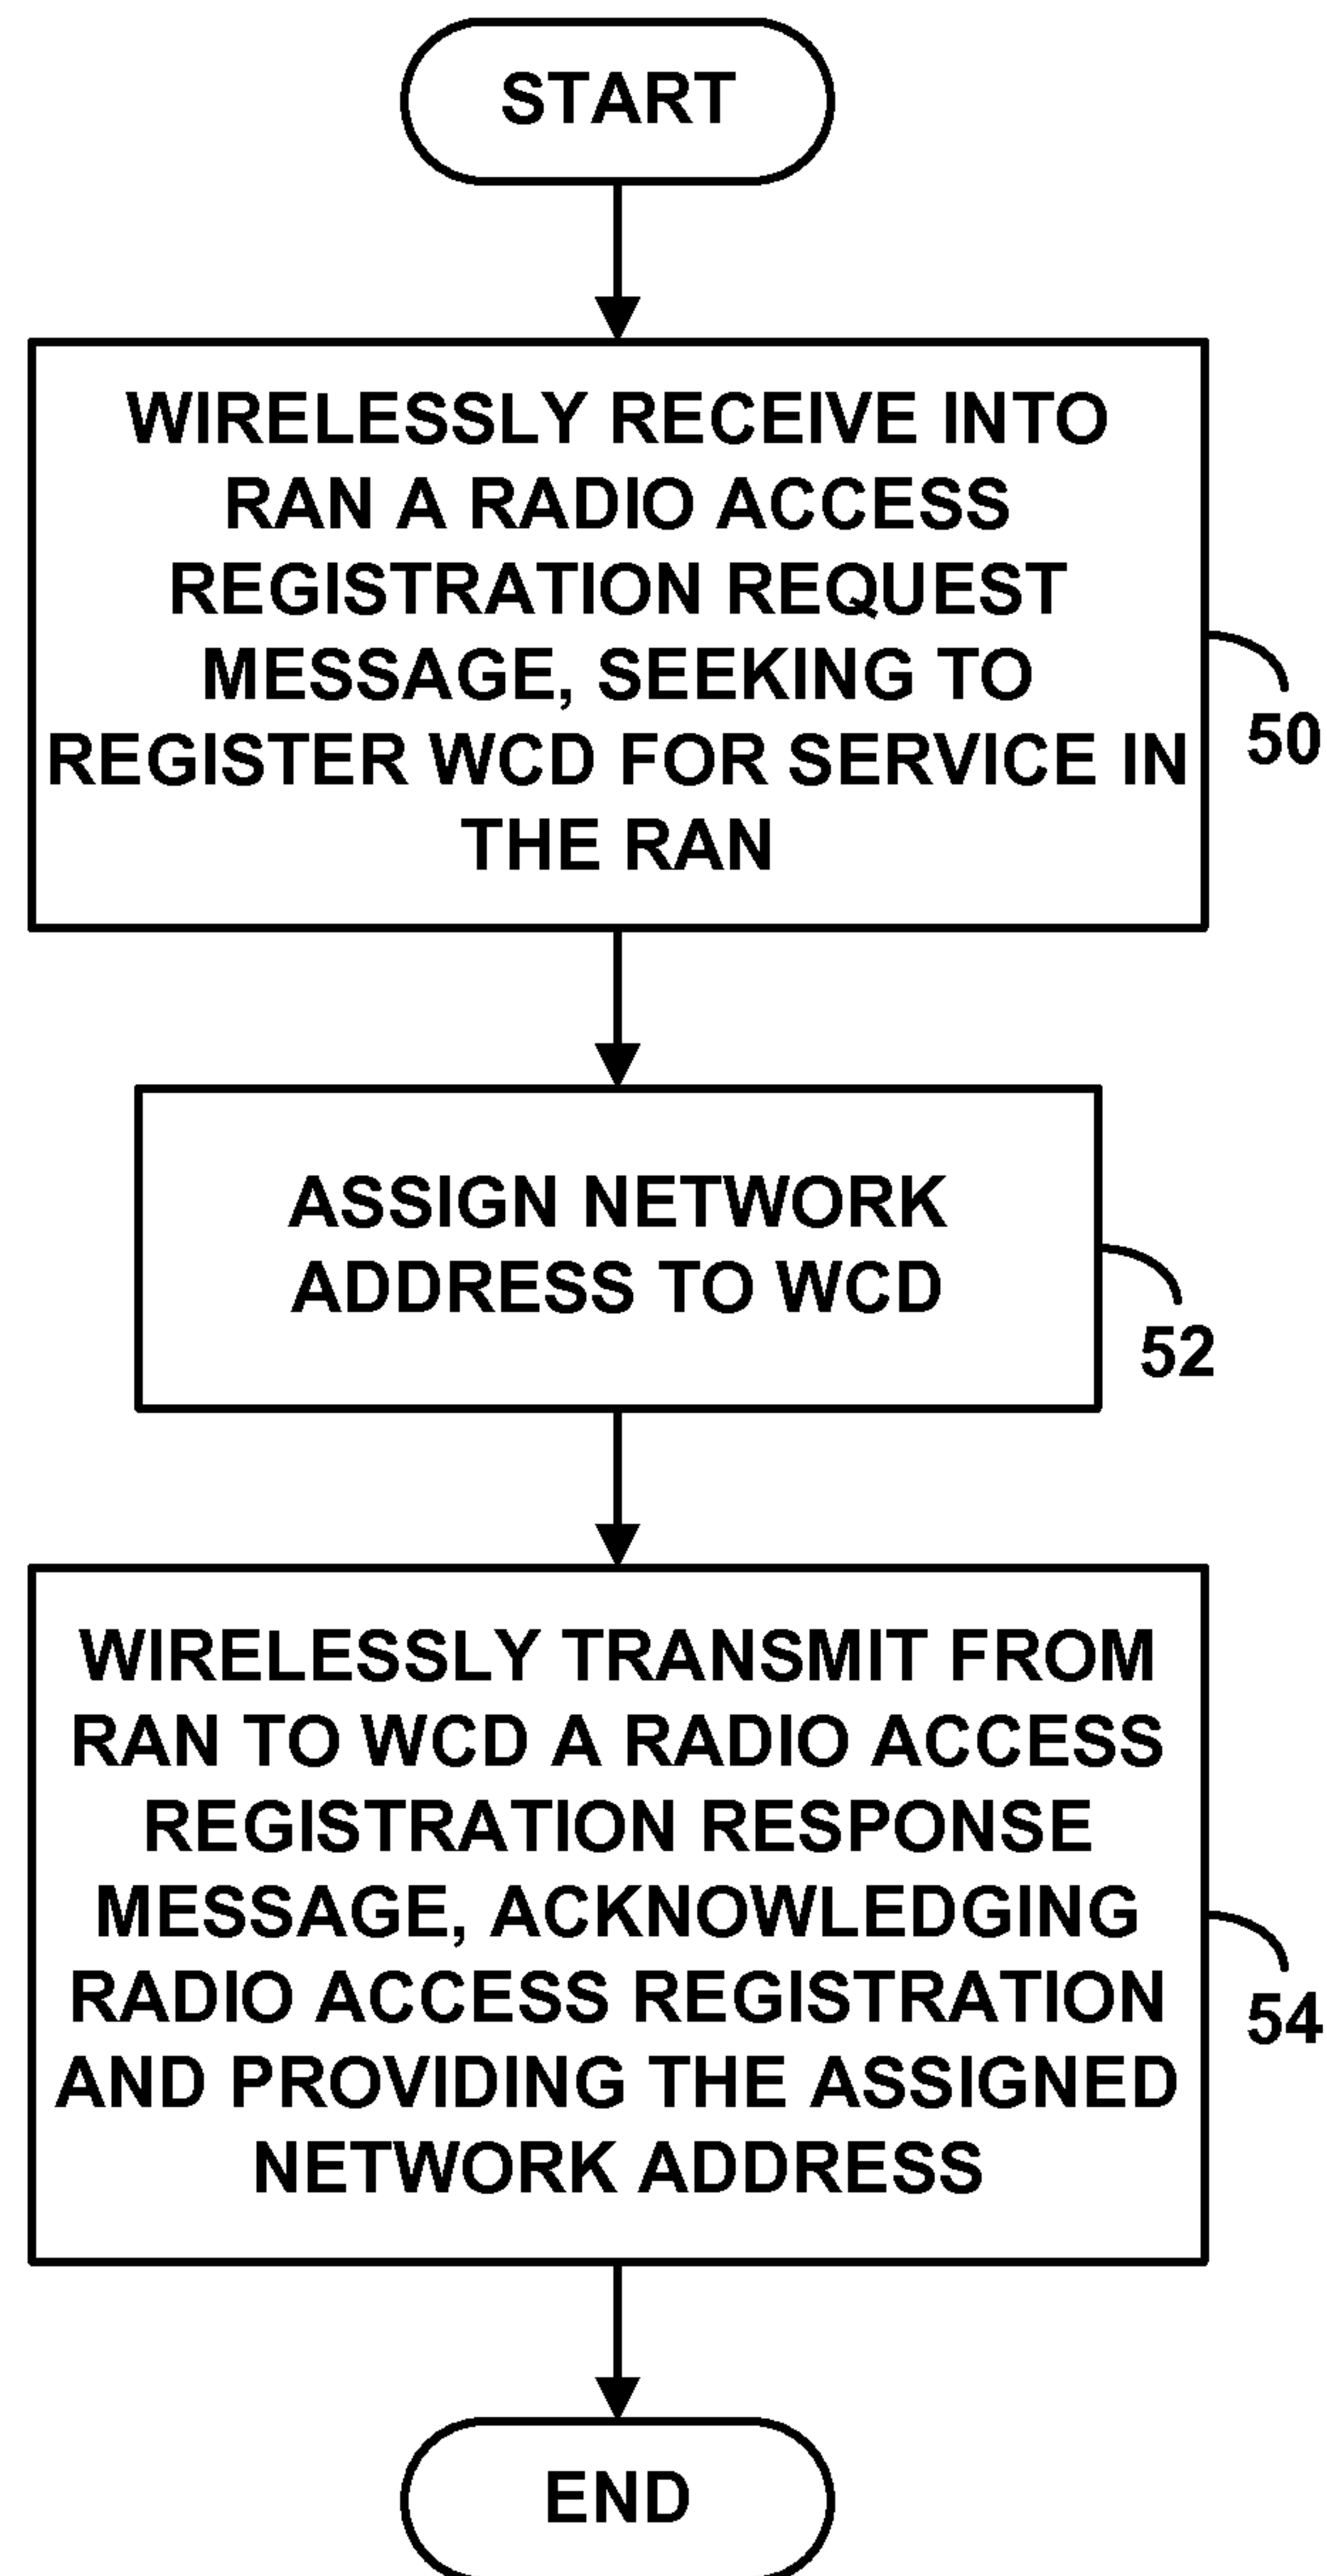 START
WIRELESSLY RECEIVE INTO
RAN A RADIO ACCESS
REGISTRATION REQUEST
MESSAGE, SEEKING TO
REGISTER WCD FOR SERVICE IN
THE RAN
50
ASSIGN NETWORK
ADDRESS TO WCD
52
WIRELESSLY TRANSMIT FROM
RAN TO WCD A RADIO ACCESS
REGISTRATION RESPONSE
MESSAGE, ACKNOWLEDGING
RADIO ACCESS REGISTRATION
AND PROVIDING THE ASSIGNED
NETWORK ADDRESS
54
END